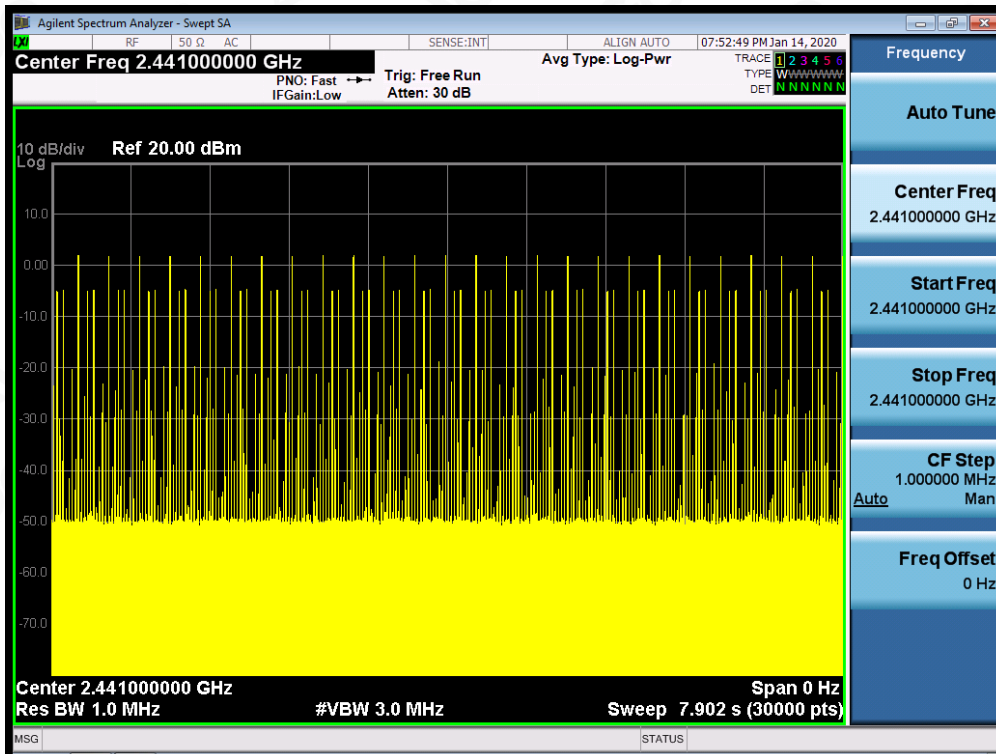 Agilent Spectrum Analyzer - Swept SA
LXI RF 50 Ω AC SENSE:INT ALIGN AUTO 07:52:49 PM Jan 14, 2020
Center Freq 2.441000000 GHz
PNO: Fast
IFGain:Low
Trig: Free Run
Atten: 30 dB
Avg Type: Log-Pwr
TRACE 1 2 3 4 5 6
TYPE WWWWWW
DET N N N N N N
10 dB/div
Log
Ref 20.00 dBm
10.0
0.00
-10.0
-20.0
-30.0
-40.0
-50.0
-60.0
-70.0
Center 2.441000000 GHz Span 0 Hz
Res BW 1.0 MHz #VBW 3.0 MHz Sweep 7.902 s (30000 pts)
MSG STATUS
Frequency
Auto Tune
Center Freq
2.441000000 GHz
Start Freq
2.441000000 GHz
Stop Freq
2.441000000 GHz
CF Step
1.000000 MHz
Auto Man
Freq Offset
0 Hz